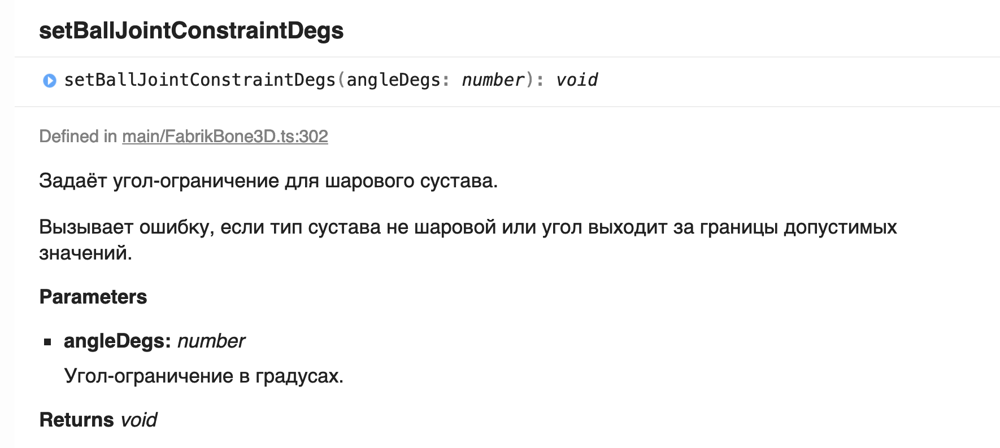 setBallJointConstraintDegs
setBallJointConstraintDegs(angleDegs: number): void
Defined in main/FabrikBone3D.ts:302
Задаёт угол-ограничение для шарового сустава.
Вызывает ошибку, если тип сустава не шаровой или угол выходит за границы допустимых
значений.
Parameters
angleDegs: number
Угол-ограничение в градусах.
Returns void